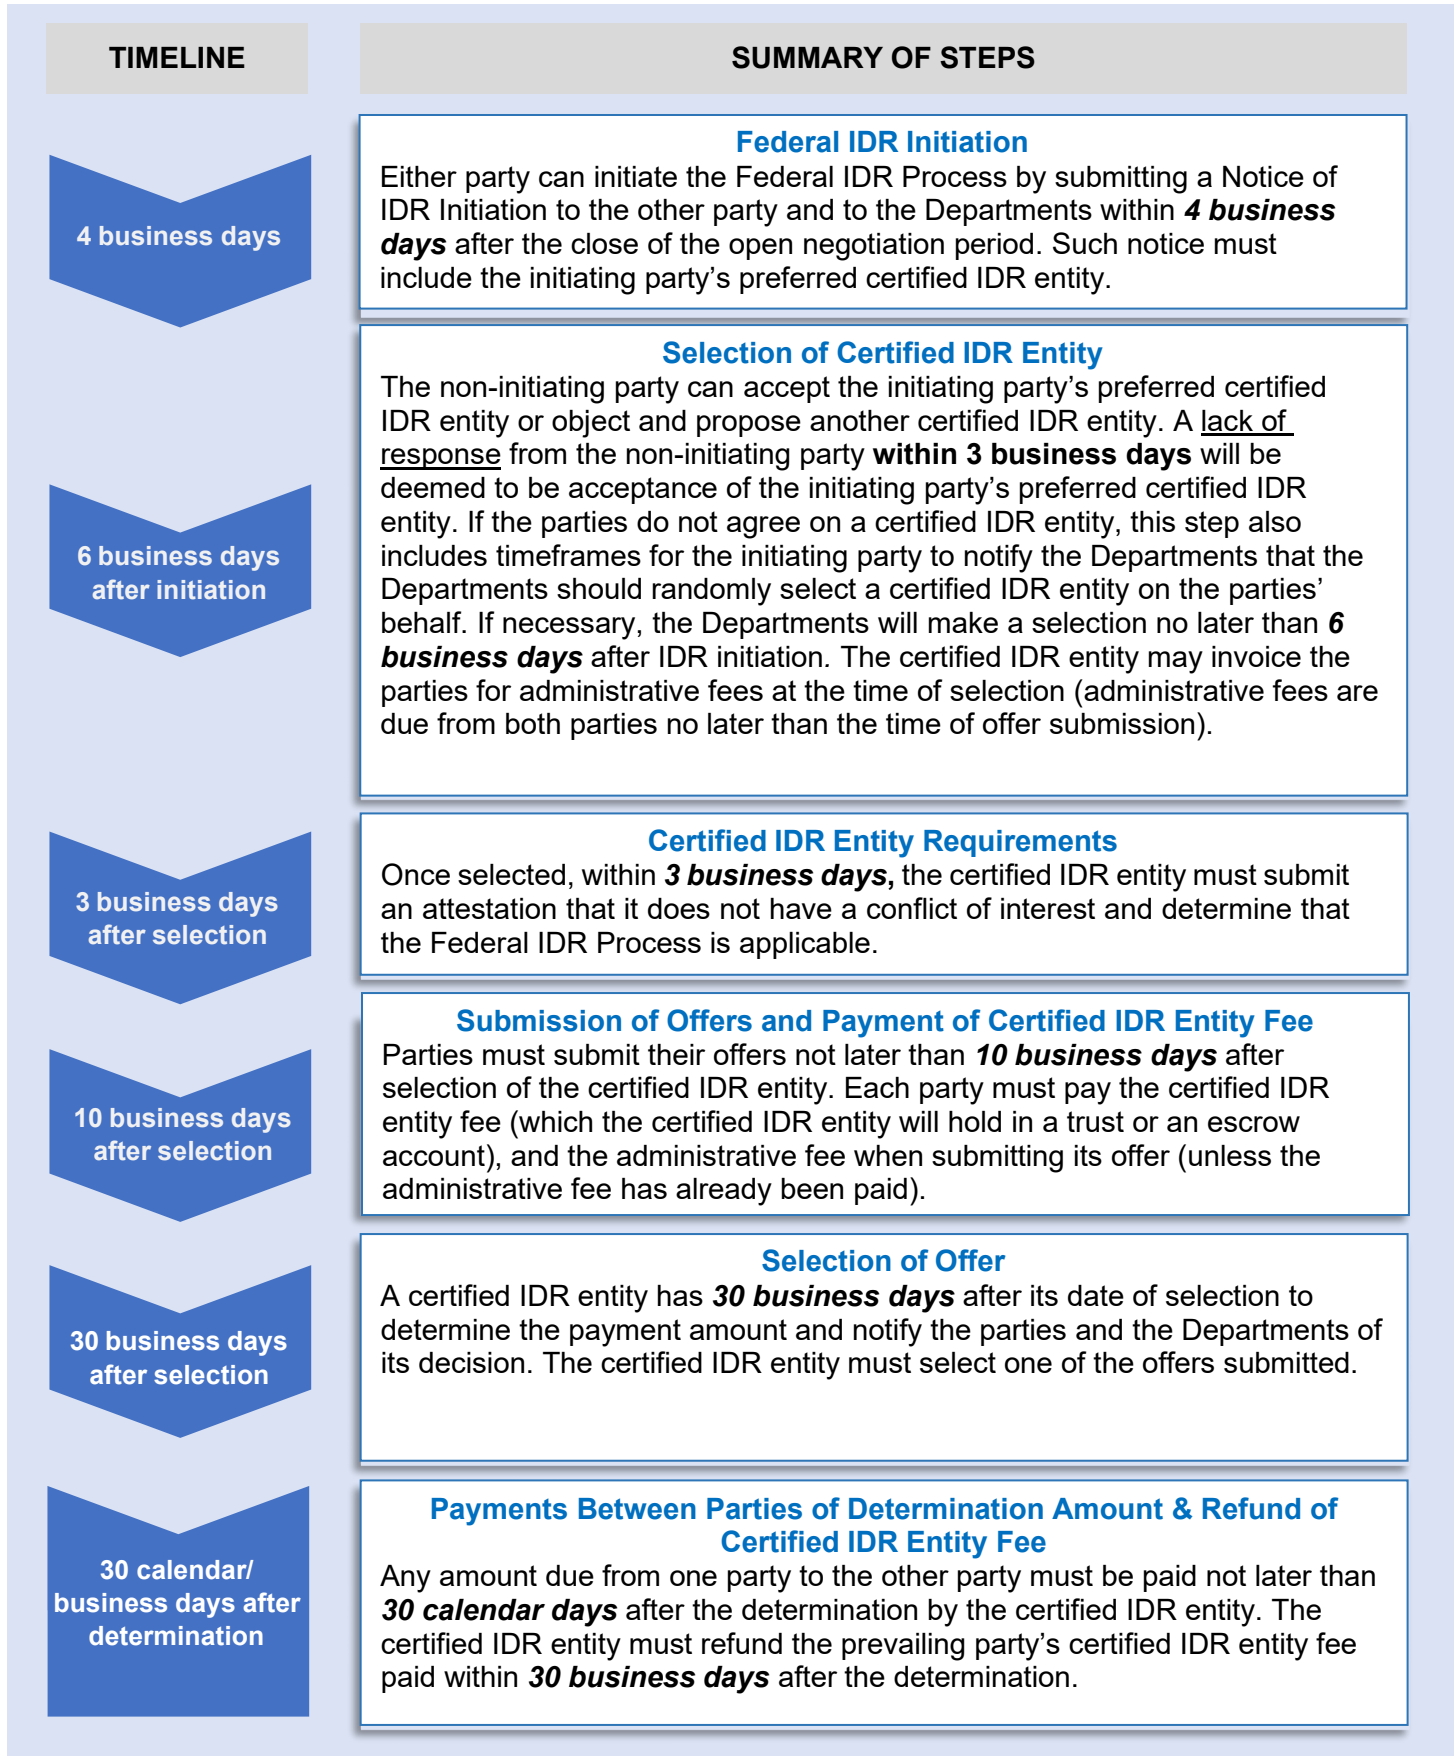 TIMELINE
SUMMARY OF STEPS
4 business days
Federal IDR Initiation
Either party can initiate the Federal IDR Process by submitting a Notice of
IDR Initiation to the other party and to the Departments within 4 business
days after the close of the open negotiation period. Such notice must
include the initiating party's preferred certified IDR entity.
6 business days
after initiation
Selection of Certified IDR Entity
The non-initiating party can accept the initiating party's preferred certified
IDR entity or object and propose another certified IDR entity. A lack of
response from the non-initiating party within 3 business days will be
deemed to be acceptance of the initiating party's preferred certified IDR
entity. If the parties do not agree on a certified IDR entity, this step also
includes timeframes for the initiating party to notify the Departments that the
Departments should randomly select a certified IDR entity on the parties'
behalf. If necessary, the Departments will make a selection no later than 6
business days after IDR initiation. The certified IDR entity may invoice the
parties for administrative fees at the time of selection (administrative fees are
due from both parties no later than the time of offer submission).
3 business days
after selection
Certified IDR Entity Requirements
Once selected, within 3 business days, the certified IDR entity must submit
an attestation that it does not have a conflict of interest and determine that
the Federal IDR Process is applicable.
10 business days
after selection
Submission of Offers and Payment of Certified IDR Entity Fee
Parties must submit their offers not later than 10 business days after
selection of the certified IDR entity. Each party must pay the certified IDR
entity fee (which the certified IDR entity will hold in a trust or an escrow
account), and the administrative fee when submitting its offer (unless the
administrative fee has already been paid).
30 business days
after selection
Selection of Offer
A certified IDR entity has 30 business days after its date of selection to
determine the payment amount and notify the parties and the Departments of
its decision. The certified IDR entity must select one of the offers submitted.
30 calendar/
business days after
determination
Payments Between Parties of Determination Amount & Refund of
Certified IDR Entity Fee
Any amount due from one party to the other party must be paid not later than
30 calendar days after the determination by the certified IDR entity. The
certified IDR entity must refund the prevailing party's certified IDR entity fee
paid within 30 business days after the determination.